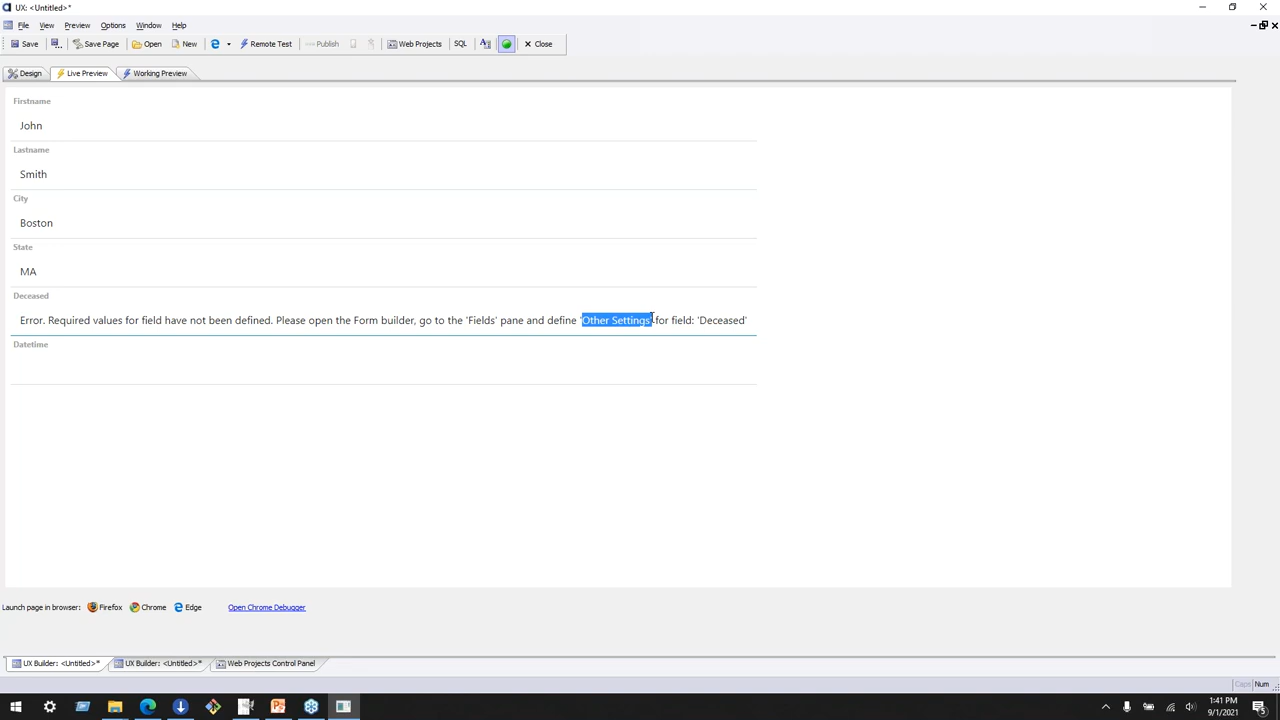 UX: <Untitled>*
File View Preview Options Window Help
Save Save Page Open New Remote Test Publish Web Projects SQL Close
Design Live Preview Working Preview
Firstname
John
Lastname
Smith
City
Boston
State
MA
Deceased
Error. Required values for field have not been defined. Please open the Form builder, go to the 'Fields' pane and define 'Other Settings' for field: 'Deceased'
Datetime
Launch page in browser: Firefox Chrome Edge Open Chrome Debugger
UX Builder: <Untitled>* UX Builder: <Untitled>* Web Projects Control Panel
Caps Num
1:41 PM
9/1/2021